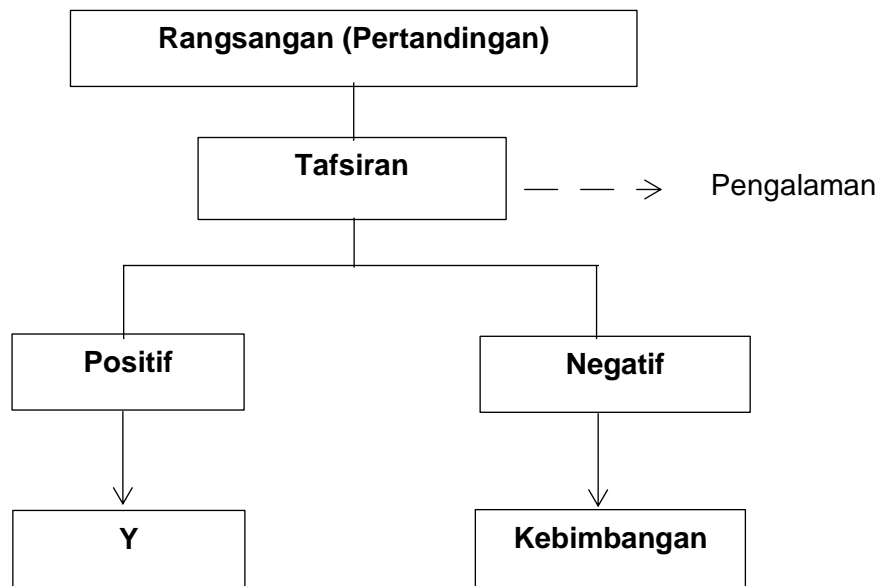 Rangsangan (Pertandingan)
Tafsiran
Pengalaman
Positif
Negatif
Y
Kebimbangan